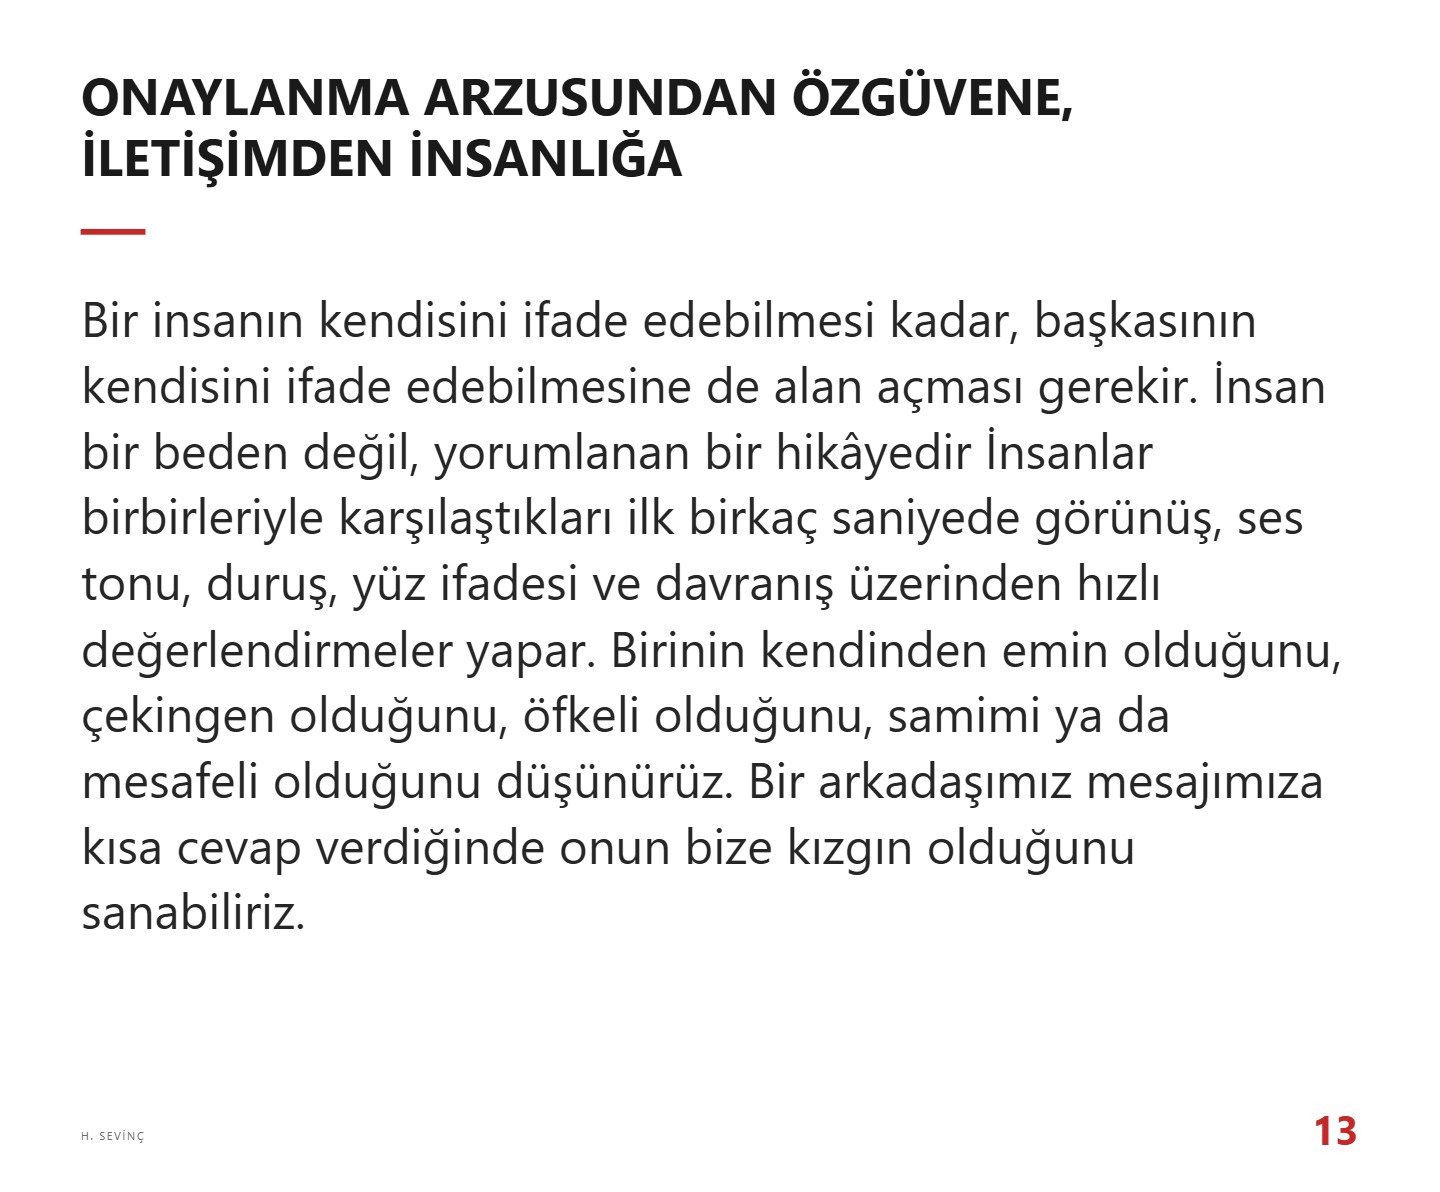 ONAYLANMA ARZUSUNDAN ÖZGÜVENE,
İLETİŞİMDEN İNSANLIĞA
Bir insanın kendisini ifade edebilmesi kadar, başkasının
kendisini ifade edebilmesine de alan açması gerekir. İnsan
bir beden değil, yorumlanan bir hikâyedir İnsanlar
birbirleriyle karşılaştıkları ilk birkaç saniyede görünüş, ses
tonu, duruş, yüz ifadesi ve davranış üzerinden hızlı
değerlendirmeler yapar. Birinin kendinden emin olduğunu,
çekingen olduğunu, öfkeli olduğunu, samimi ya da
mesafeli olduğunu düşünürüz. Bir arkadaşımız mesajımıza
kısa cevap verdiğinde onun bize kızgın olduğunu
sanabiliriz.
H. SEVİNÇ
13